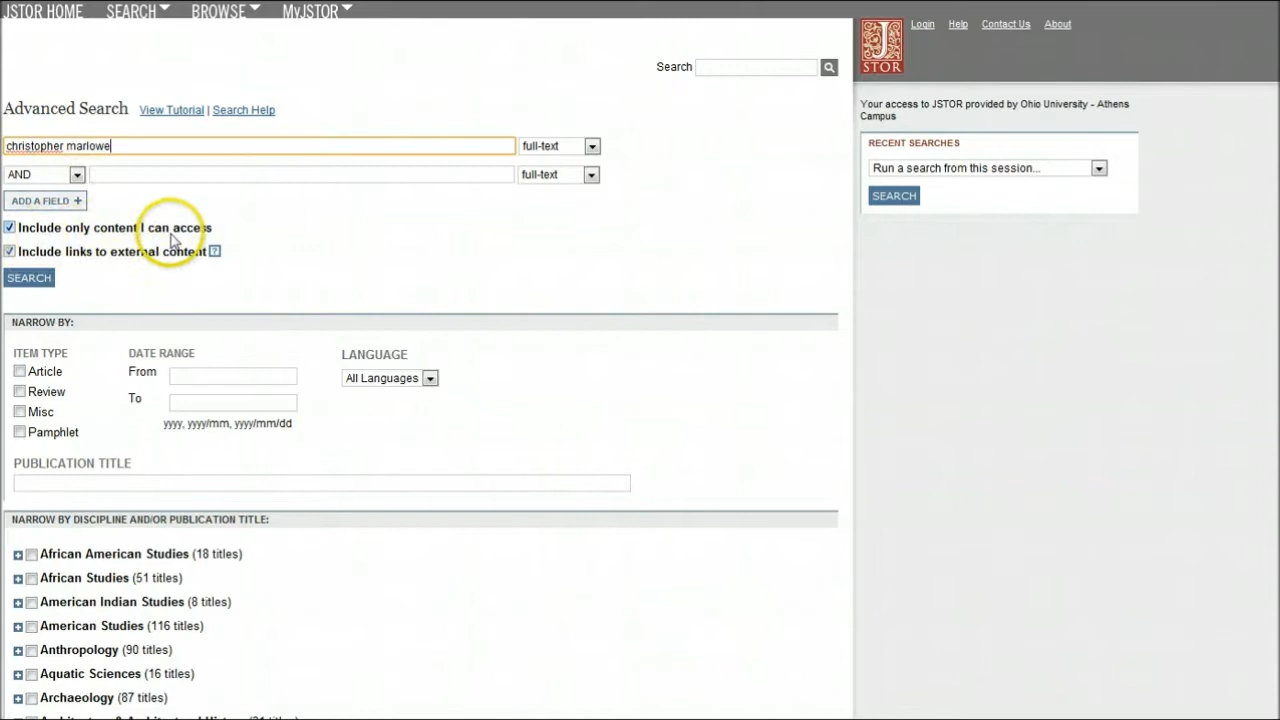 JSTOR HOME SEARCH BROWSE MyJSTOR
JSTOR
Login Help Contact Us About
Search
Your access to JSTOR provided by Ohio University - Athens
Campus
RECENT SEARCHES
Run a search from this session...
SEARCH
Advanced Search View Tutorial | Search Help
christopher marlowe full-text
AND full-text
ADD A FIELD +
Include only content I can access
Include links to external content ?
SEARCH
NARROW BY:
ITEM TYPE
Article
Review
Misc
Pamphlet
DATE RANGE
From
To
yyyy, yyyy/mm, yyyy/mm/dd
LANGUAGE
All Languages
PUBLICATION TITLE
NARROW BY DISCIPLINE AND/OR PUBLICATION TITLE:
African American Studies (18 titles)
African Studies (51 titles)
American Indian Studies (8 titles)
American Studies (116 titles)
Anthropology (90 titles)
Aquatic Sciences (16 titles)
Archaeology (87 titles)